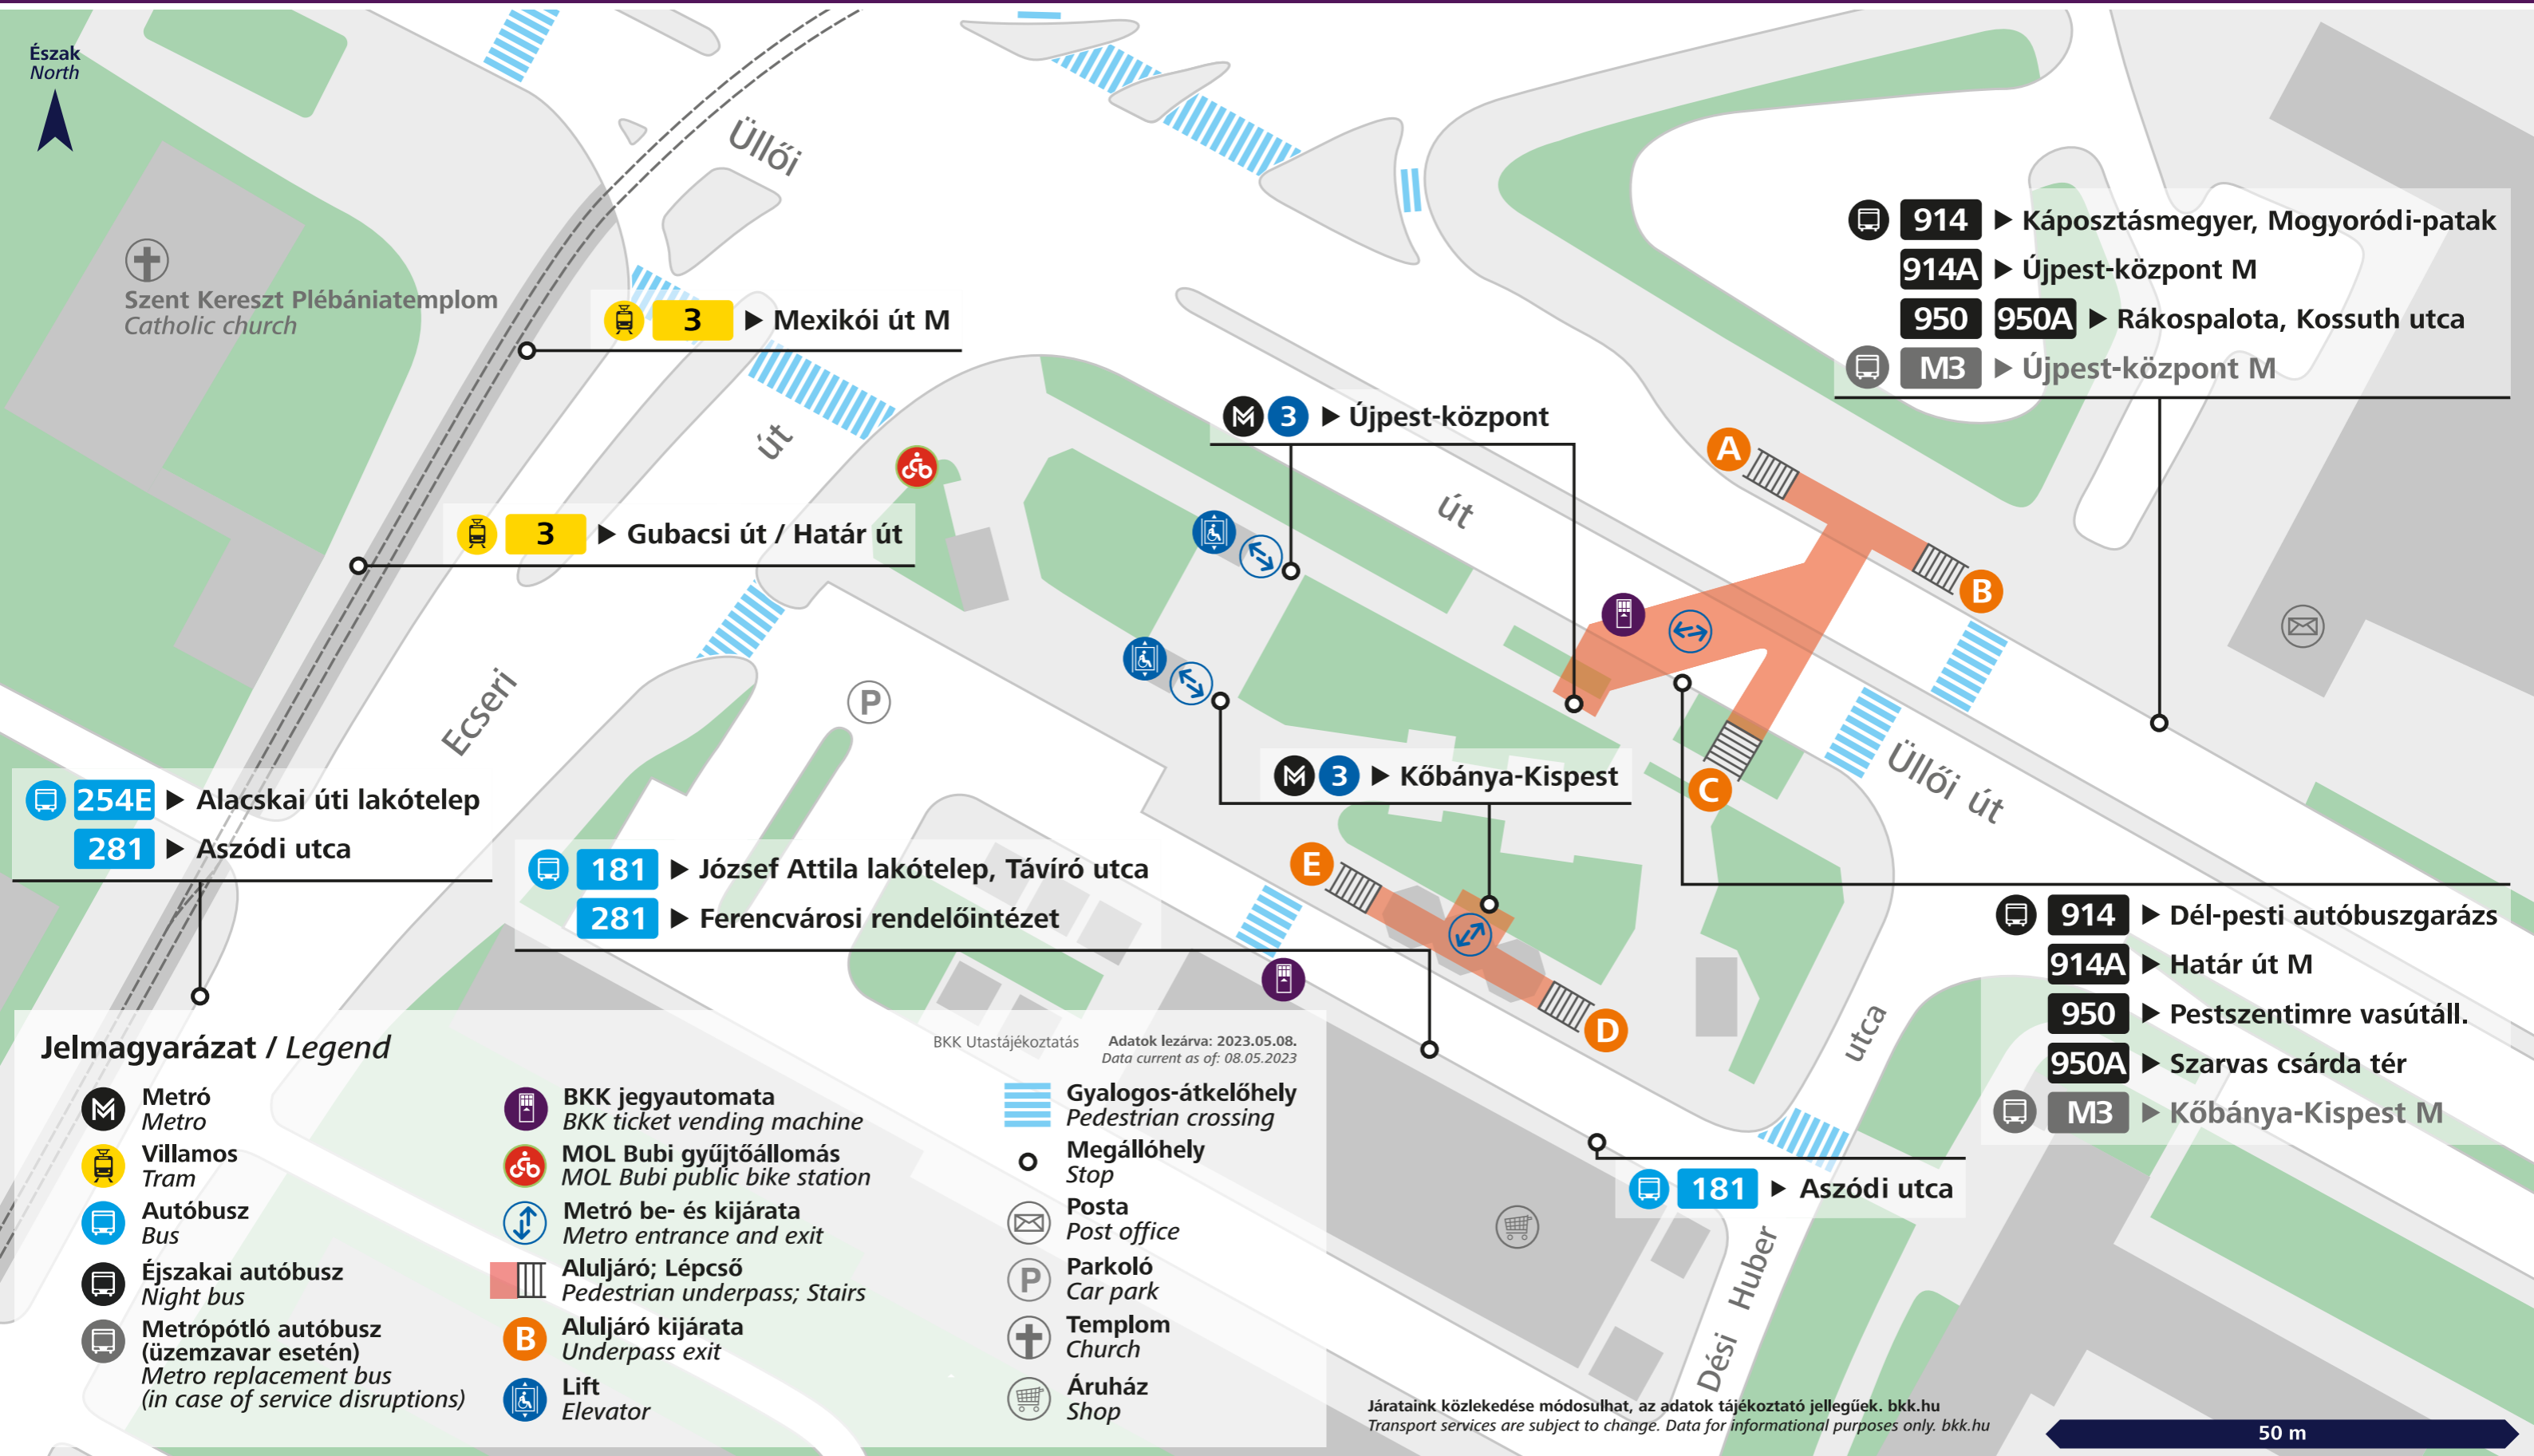 Észak
North
Üllői
914 ▶ Káposztásmegyer, Mogyoródi-patak
914A ▶ Újpest-központ M
950 950A ▶ Rákospalota, Kossuth utca
M3 ▶ Újpest-központ M
Szent Kereszt Plébániatemplom
Catholic church
3 ▶ Mexikói út M
út
M 3 ▶ Újpest-központ
A
út
B
3 ▶ Gubacsi út / Határ út
Ecseri
P
M 3 ▶ Kőbánya-Kispest
C
Üllői út
254E ▶ Alacskai úti lakótelep
281 ▶ Aszódi utca
181 ▶ József Attila lakótelep, Távíró utca
281 ▶ Ferencvárosi rendelőintézet
E
D
914 ▶ Dél-pesti autóbuszgarázs
914A ▶ Határ út M
950 ▶ Pestszentimre vasútáll.
950A ▶ Szarvas csárda tér
M3 ▶ Kőbánya-Kispest M
utca
Huber
Dési
181 ▶ Aszódi utca
Jelmagyarázat / Legend
BKK Utastájékoztatás
Adatok lezárva: 2023.05.08.
Data current as of: 08.05.2023
M
Metró
Metro
Villamos
Tram
Autóbusz
Bus
Éjszakai autóbusz
Night bus
Metrópótló autóbusz
(üzemzavar esetén)
Metro replacement bus
(in case of service disruptions)
BKK jegyautomata
BKK ticket vending machine
MOL Bubi gyűjtőállomás
MOL Bubi public bike station
Metró be- és kijárata
Metro entrance and exit
Aluljáró; Lépcső
Pedestrian underpass; Stairs
B
Aluljáró kijárata
Underpass exit
Lift
Elevator
Gyalogos-átkelőhely
Pedestrian crossing
Megállóhely
Stop
Posta
Post office
P
Parkoló
Car park
Templom
Church
Áruház
Shop
Járataink közlekedése módosulhat, az adatok tájékoztató jellegűek. bkk.hu
Transport services are subject to change. Data for informational purposes only. bkk.hu
50 m